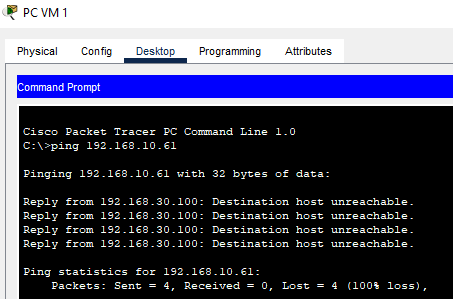 PC VM 1
Physical Config Desktop Programming Attributes
Command Prompt
Cisco Packet Tracer PC Command Line 1.0
C:\>ping 192.168.10.61
Pinging 192.168.10.61 with 32 bytes of data:
Reply from 192.168.30.100: Destination host unreachable.
Reply from 192.168.30.100: Destination host unreachable.
Reply from 192.168.30.100: Destination host unreachable.
Reply from 192.168.30.100: Destination host unreachable.
Ping statistics for 192.168.10.61:
Packets: Sent = 4, Received = 0, Lost = 4 (100% loss),